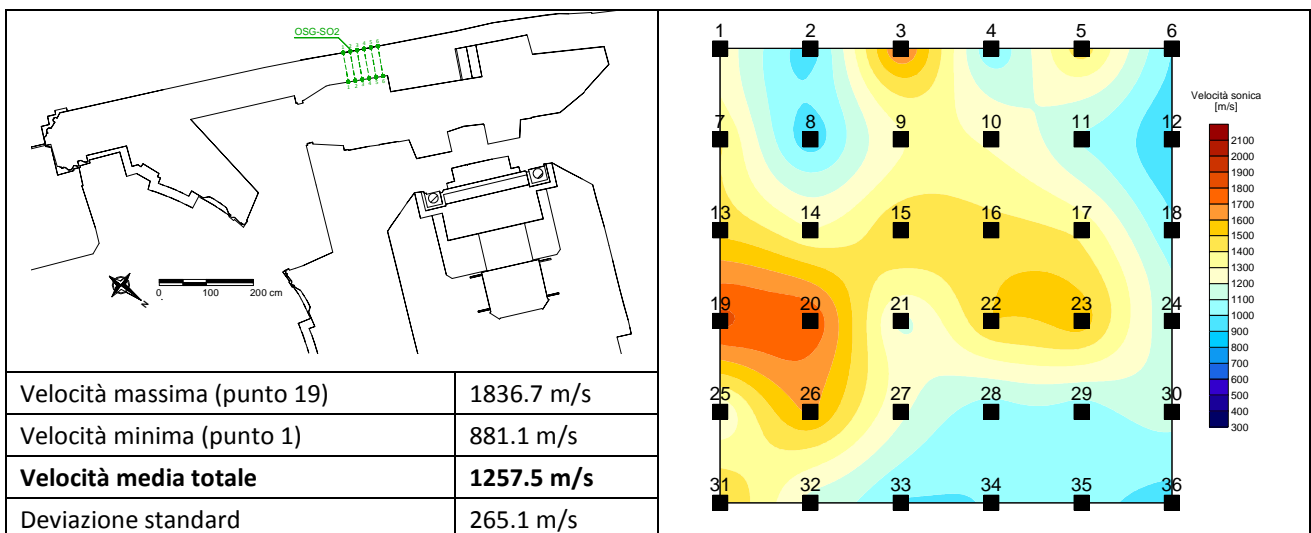 OSG-SO2
0 100 200 cm
N
Velocità massima (punto 19) 1836.7 m/s
Velocità minima (punto 1) 881.1 m/s
Velocità media totale 1257.5 m/s
Deviazione standard 265.1 m/s
1 2 3 4 5 6
7 8 9 10 11 12
13 14 15 16 17 18
19 20 21 22 23 24
25 26 27 28 29 30
31 32 33 34 35 36
Velocità sonica
[m/s]
2100
2000
1900
1800
1700
1600
1500
1400
1300
1200
1100
1000
900
800
700
600
500
400
300